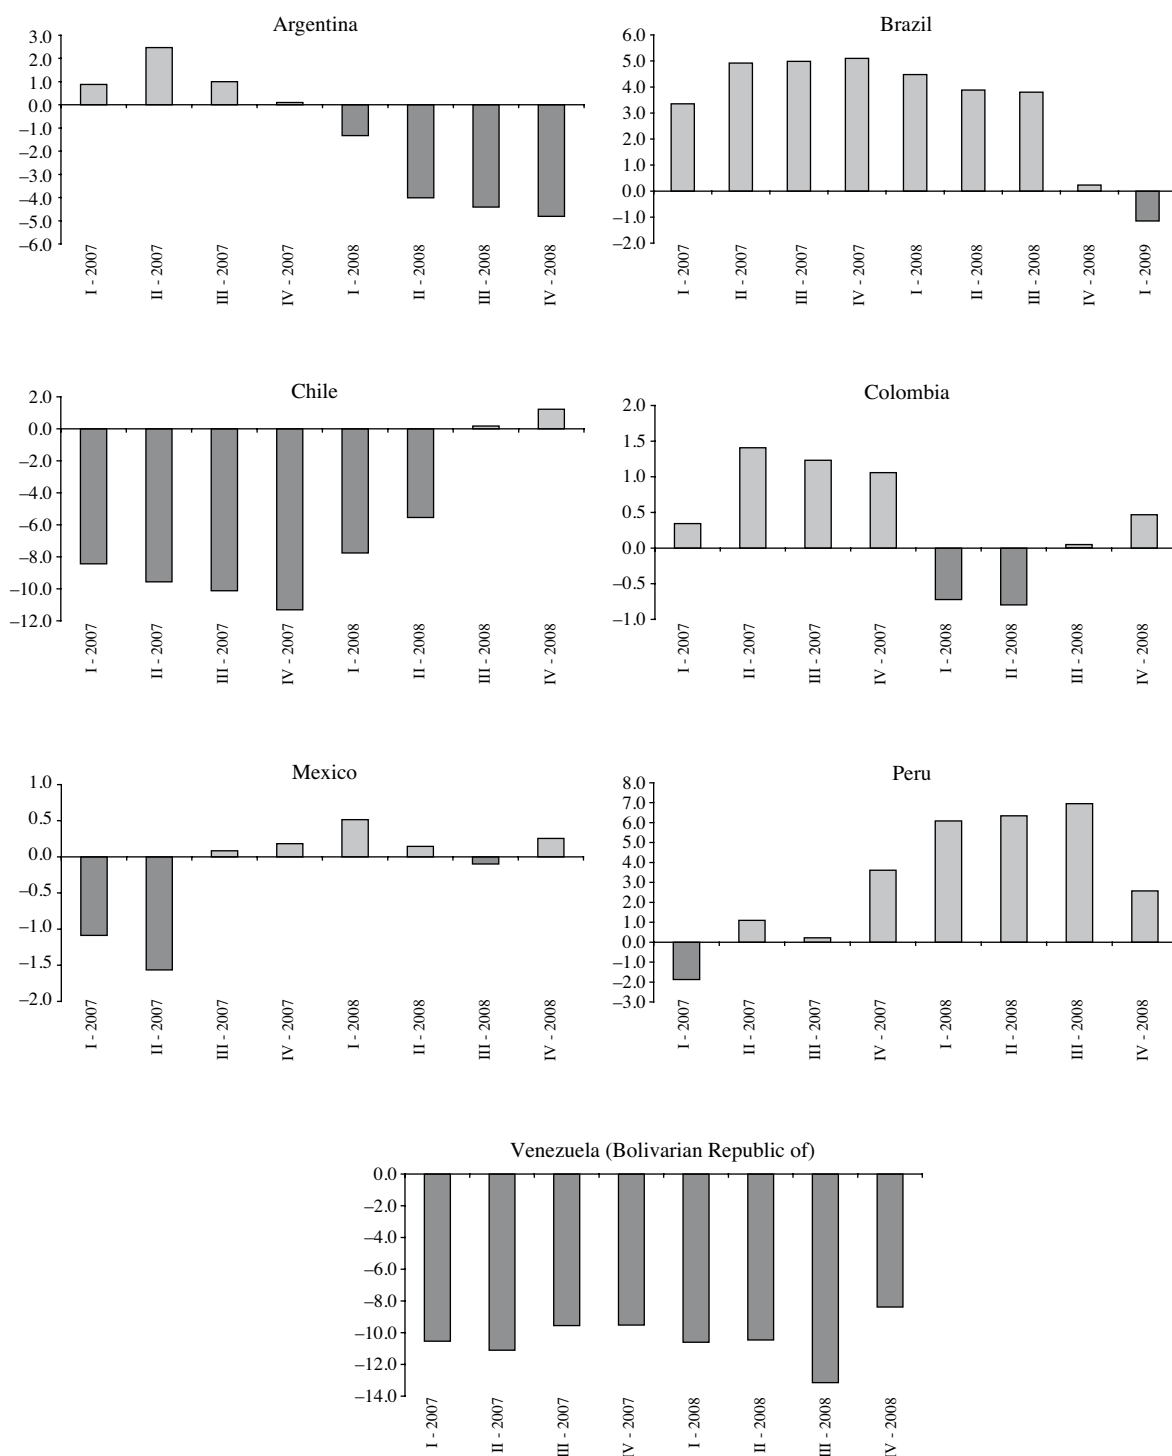 Argentina
3.0
2.0
1.0
0.0
−1.0
−2.0
−3.0
−4.0
−5.0
−6.0
I - 2007
II - 2007
III - 2007
IV - 2007
I - 2008
II - 2008
III - 2008
IV - 2008
Brazil
6.0
5.0
4.0
3.0
2.0
1.0
0.0
−1.0
−2.0
I - 2007
II - 2007
III - 2007
IV - 2007
I - 2008
II - 2008
III - 2008
IV - 2008
I - 2009
Chile
2.0
0.0
−2.0
−4.0
−6.0
−8.0
−10.0
−12.0
I - 2007
II - 2007
III - 2007
IV - 2007
I - 2008
II - 2008
III - 2008
IV - 2008
Colombia
2.0
1.5
1.0
0.5
0.0
−0.5
−1.0
I - 2007
II - 2007
III - 2007
IV - 2007
I - 2008
II - 2008
III - 2008
IV - 2008
Mexico
1.0
0.5
0.0
−0.5
−1.0
−1.5
−2.0
I - 2007
II - 2007
III - 2007
IV - 2007
I - 2008
II - 2008
III - 2008
IV - 2008
Peru
8.0
7.0
6.0
5.0
4.0
3.0
2.0
1.0
0.0
−1.0
−2.0
−3.0
I - 2007
II - 2007
III - 2007
IV - 2007
I - 2008
II - 2008
III - 2008
IV - 2008
Venezuela (Bolivarian Republic of)
0.0
−2.0
−4.0
−6.0
−8.0
−10.0
−12.0
−14.0
I - 2007
II - 2007
III - 2007
IV - 2007
I - 2008
II - 2008
III - 2008
IV - 2008